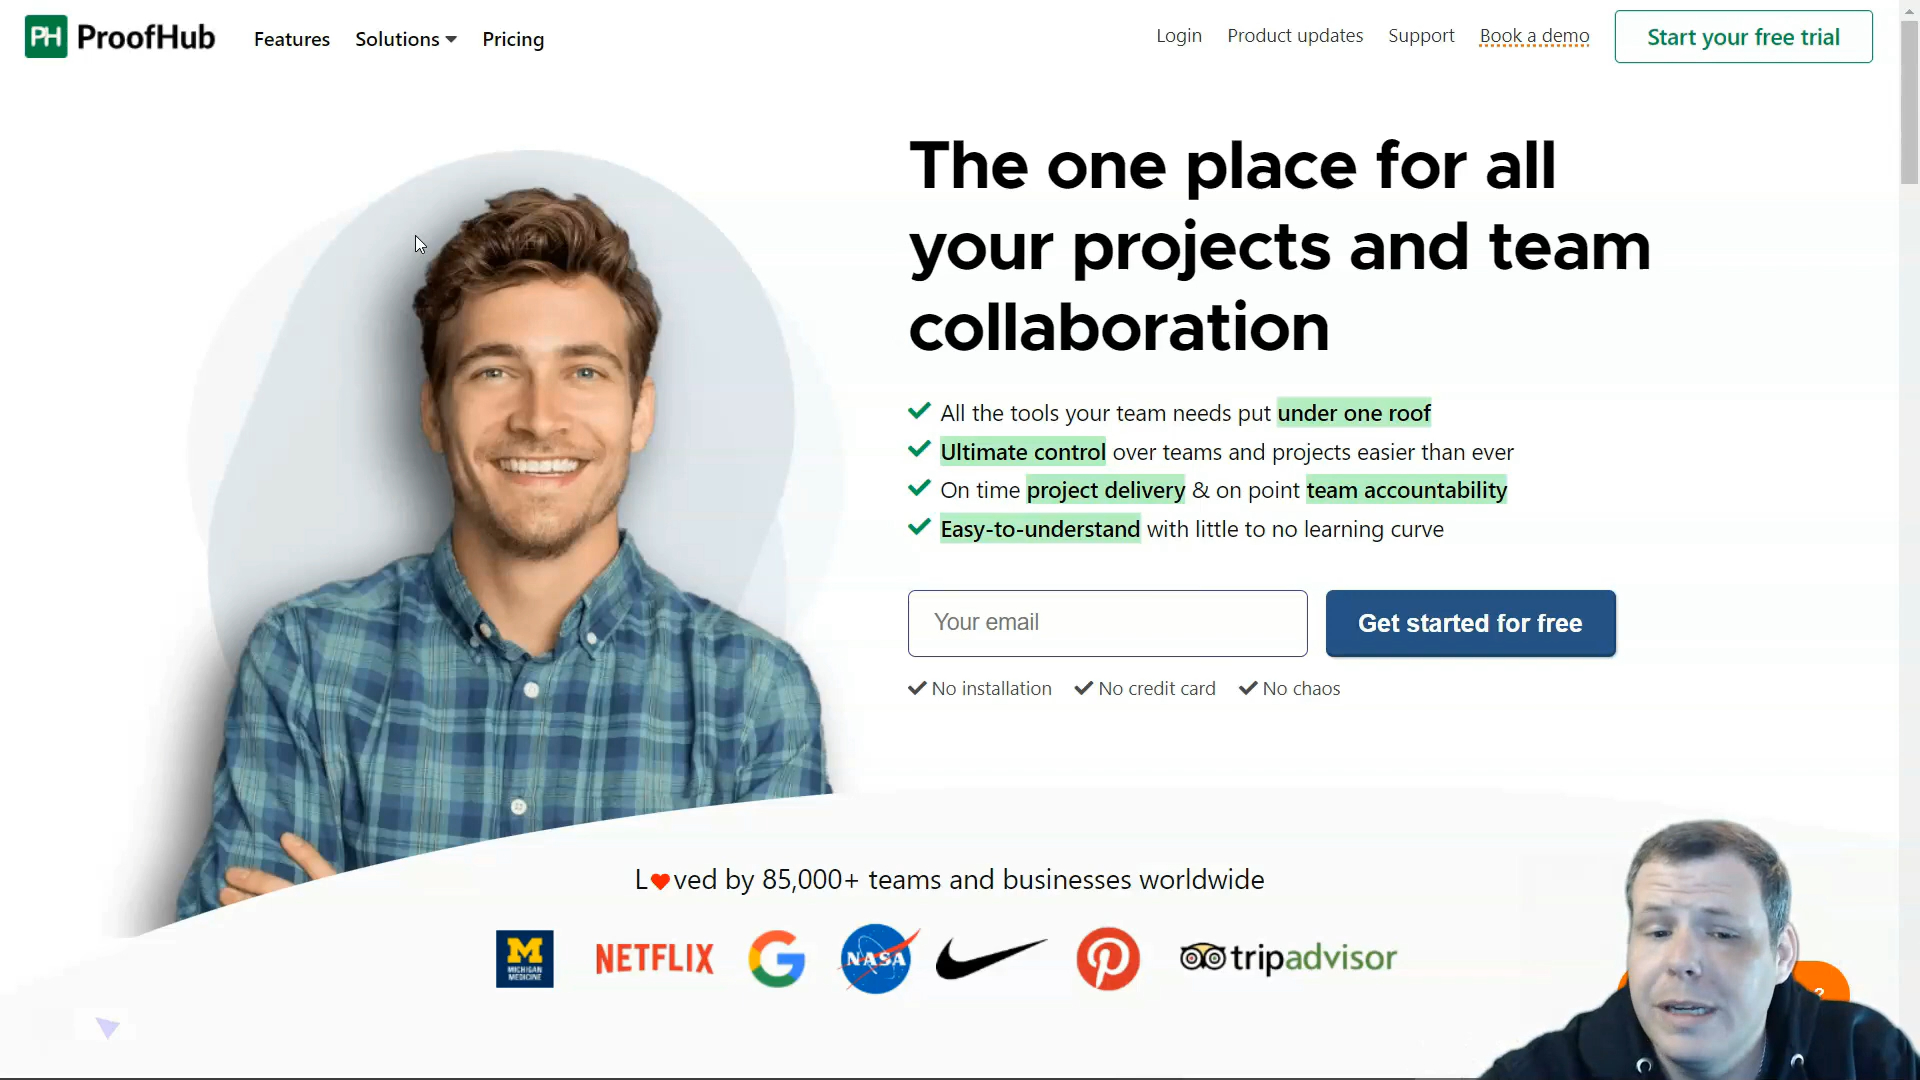 PH ProofHub
Features Solutions Pricing
Login Product updates Support Book a demo Start your free trial
The one place for all
your projects and team
collaboration
All the tools your team needs put under one roof
Ultimate control over teams and projects easier than ever
On time project delivery & on point team accountability
Easy-to-understand with little to no learning curve
Your email
Get started for free
No installation No credit card No chaos
L❤ved by 85,000+ teams and businesses worldwide
M
MICHIGAN
MEDICINE
NETFLIX
G
NASA
tripadvisor
?